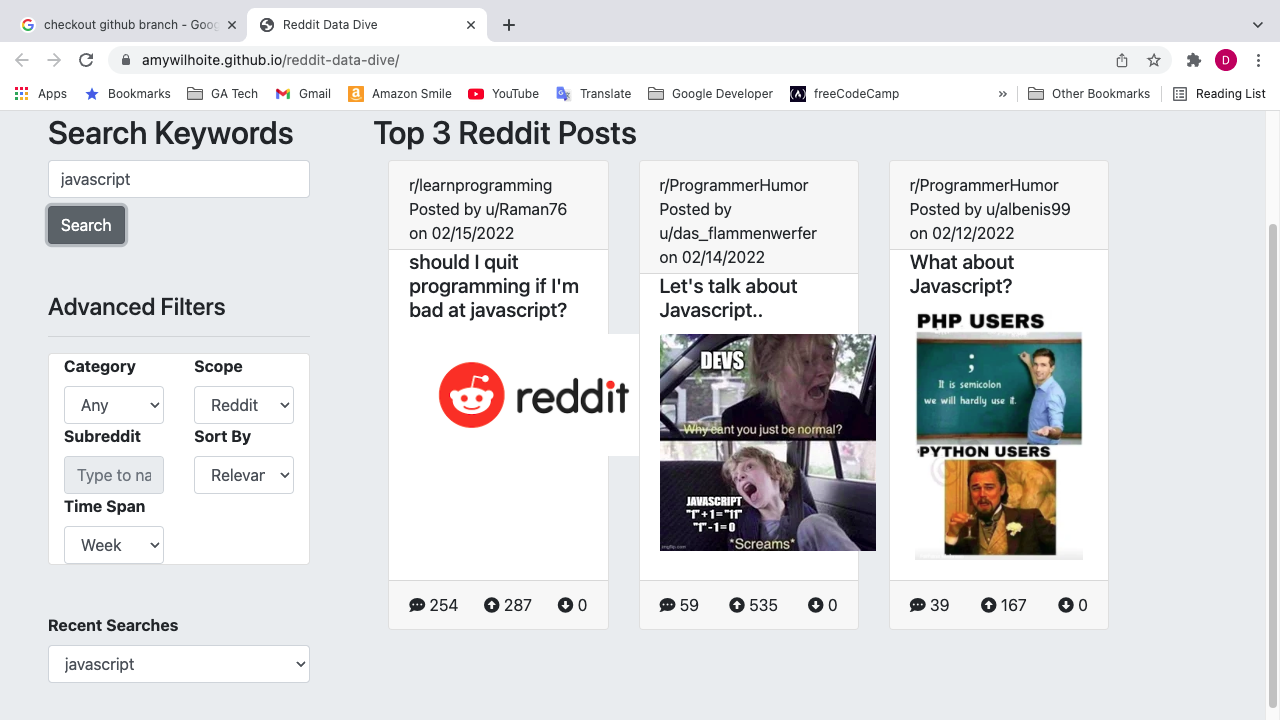 checkout github branch - Goog
Reddit Data Dive
amywilhoite.github.io/reddit-data-dive/
D
Apps
Bookmarks
GA Tech
Gmail
Amazon Smile
YouTube
Translate
Google Developer
freeCodeCamp
»
Other Bookmarks
Reading List
Search Keywords
javascript
Search
Advanced Filters
Category
Scope
Any
Reddit
Subreddit
Sort By
Type to na
Relevar
Time Span
Week
Recent Searches
javascript
Top 3 Reddit Posts
r/learnprogramming
Posted by u/Raman76
on 02/15/2022
should I quit
programming if I'm
bad at javascript?
reddit
254
287
0
r/ProgrammerHumor
Posted by
u/das_flammenwerfer
on 02/14/2022
Let's talk about
Javascript..
DEVS
Why cant you just be normal?
JAVASCRIPT
"1" + 1 = "11"
"1" - 1 = 0
*Screams*
imgflip.com
59
535
0
r/ProgrammerHumor
Posted by u/albenis99
on 02/12/2022
What about
Javascript?
PHP USERS
;
It is semicolon
we will hardly use it.
PYTHON USERS
39
167
0